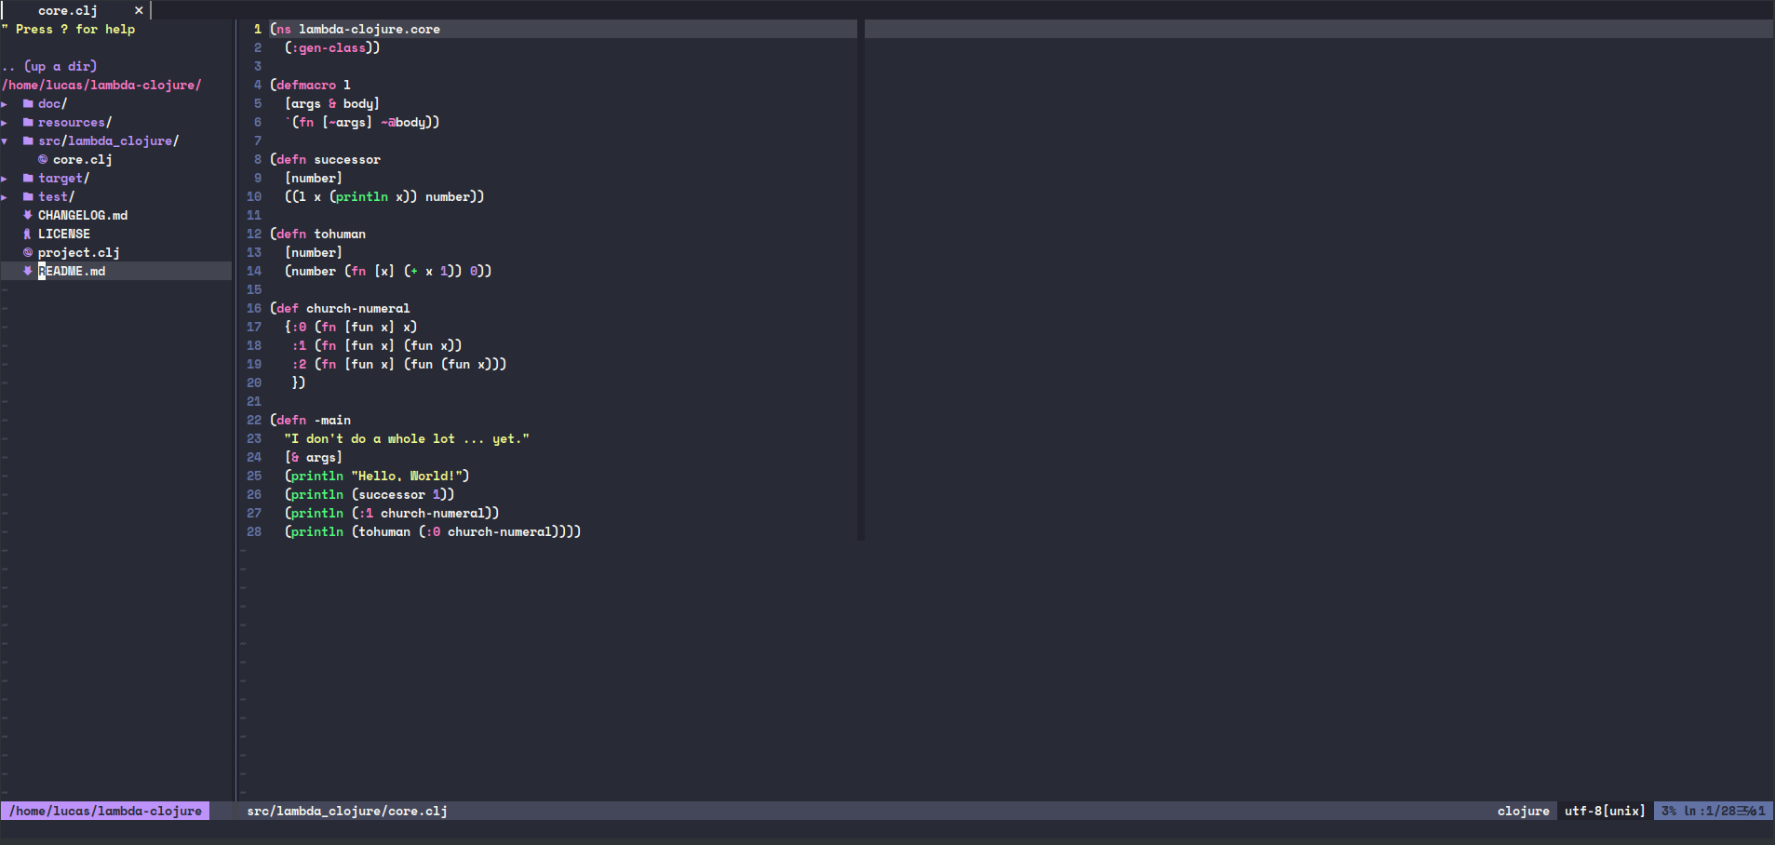 core.clj ✕
" Press ? for help
.. (up a dir)
/home/lucas/lambda-clojure/
▸ doc/
▸ resources/
▾ src/lambda_clojure/
core.clj
▸ target/
▸ test/
CHANGELOG.md
LICENSE
project.clj
README.md
1 (ns lambda-clojure.core
2   (:gen-class))
3
4 (defmacro l
5   [args & body]
6   `(fn [~args] ~@body))
7
8 (defn successor
9   [number]
10   ((l x (println x)) number))
11
12 (defn tohuman
13   [number]
14   (number (fn [x] (+ x 1)) 0))
15
16 (def church-numeral
17   {:0 (fn [fun x] x)
18    :1 (fn [fun x] (fun x))
19    :2 (fn [fun x] (fun (fun x)))
20    })
21
22 (defn -main
23   "I don't do a whole lot ... yet."
24   [& args]
25   (println "Hello, World!")
26   (println (successor 1))
27   (println (:1 church-numeral))
28   (println (tohuman (:0 church-numeral))))
/home/lucas/lambda-clojure src/lambda_clojure/core.clj clojure utf-8[unix] 3% ln :1/28